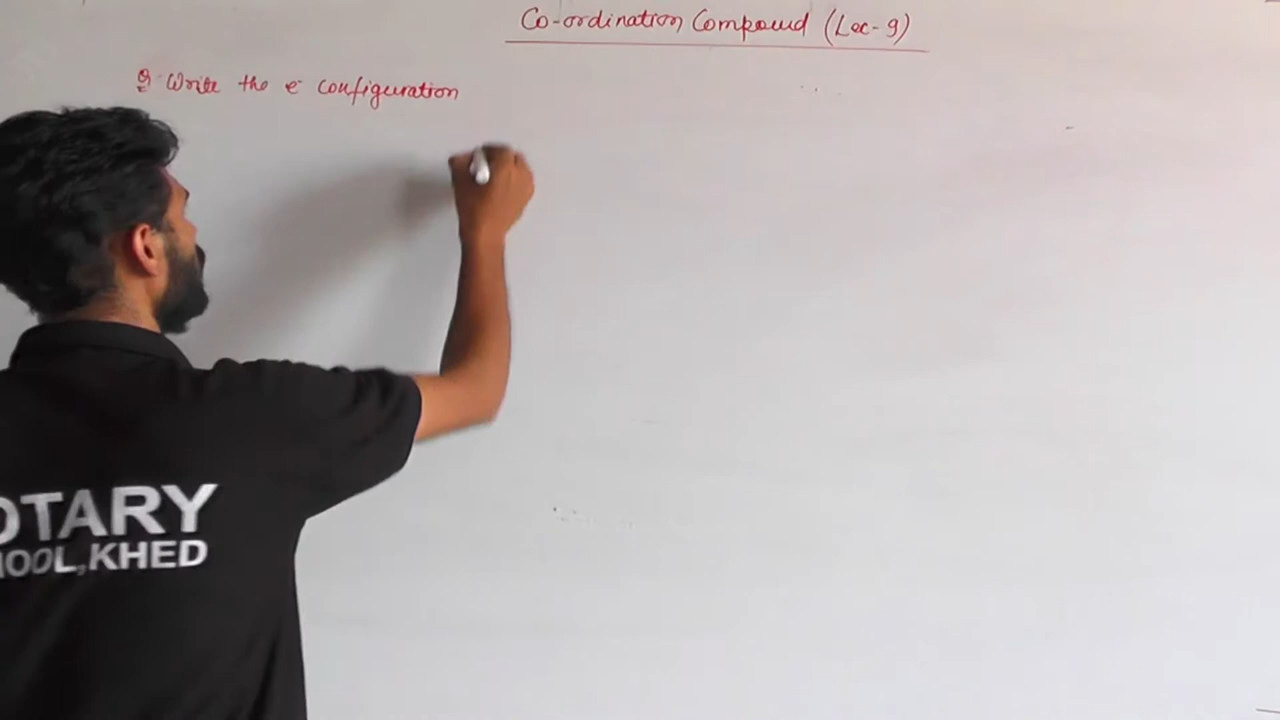 Co-ordination Compound (Lec-9)
Q Write the e⁻ configuration
OTARY
HOOL,KHED